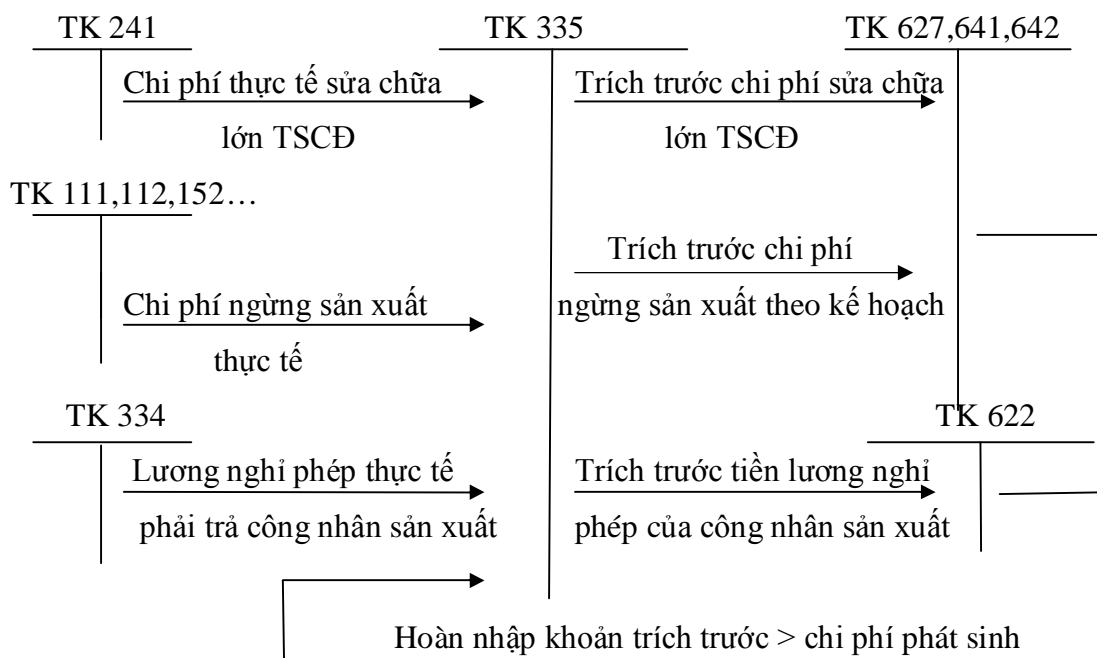 TK 241
TK 335
TK 627,641,642
Chi phí thực tế sửa chữa
Trích trước chi phí sửa chữa
lớn TSCĐ
lớn TSCĐ
TK 111,112,152…
Trích trước chi phí
Chi phí ngừng sản xuất
ngừng sản xuất theo kế hoạch
thực tế
TK 334
TK 622
Lương nghỉ phép thực tế
Trích trước tiền lương nghỉ
phải trả công nhân sản xuất
phép của công nhân sản xuất
Hoàn nhập khoản trích trước > chi phí phát sinh